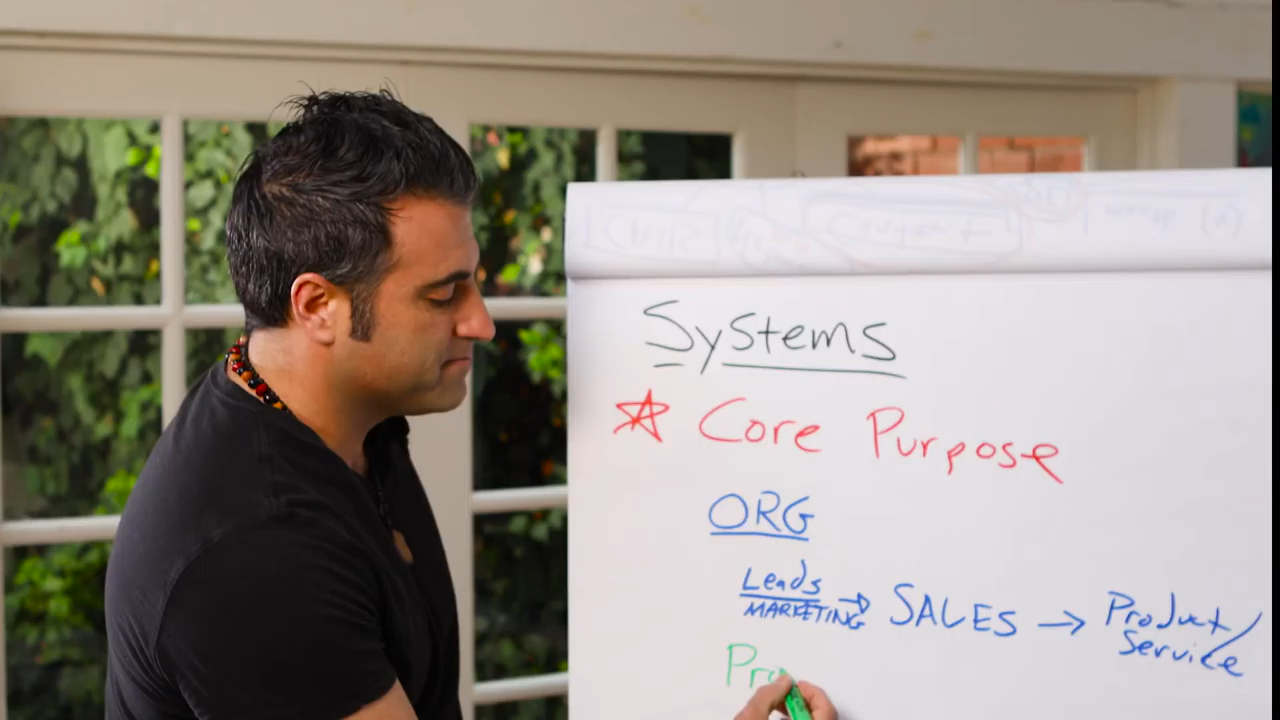 Systems
Core Purpose
ORG
Leads
MARKETING → SALES → Product/
Service
Pro